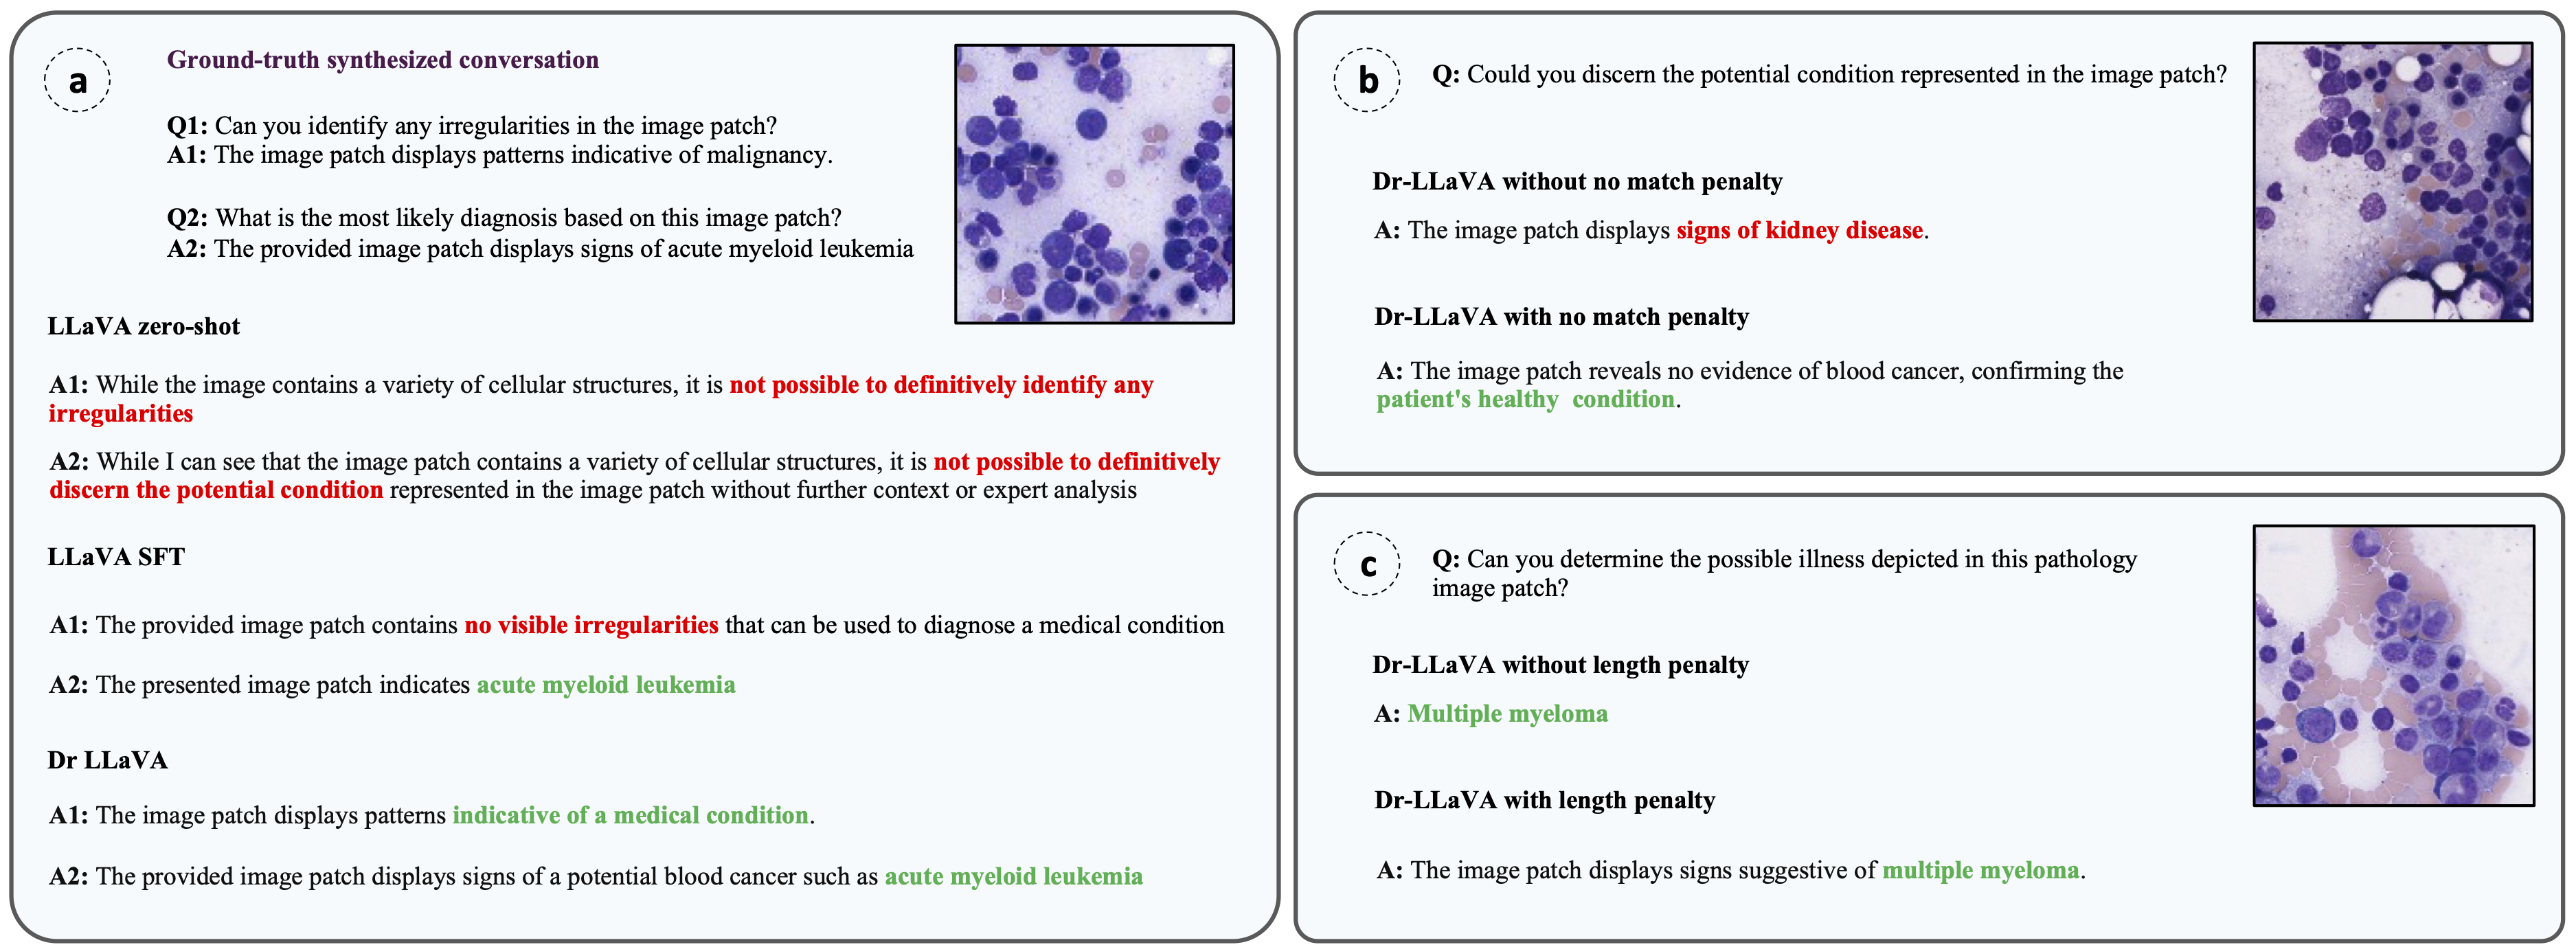 a
Ground-truth synthesized conversation
Q1: Can you identify any irregularities in the image patch?
A1: The image patch displays patterns indicative of malignancy.
Q2: What is the most likely diagnosis based on this image patch?
A2: The provided image patch displays signs of acute myeloid leukemia
LLaVA zero-shot
A1: While the image contains a variety of cellular structures, it is not possible to definitively identify any
irregularities
A2: While I can see that the image patch contains a variety of cellular structures, it is not possible to definitively
discern the potential condition represented in the image patch without further context or expert analysis
LLaVA SFT
A1: The provided image patch contains no visible irregularities that can be used to diagnose a medical condition
A2: The presented image patch indicates acute myeloid leukemia
Dr LLaVA
A1: The image patch displays patterns indicative of a medical condition.
A2: The provided image patch displays signs of a potential blood cancer such as acute myeloid leukemia
b
Q: Could you discern the potential condition represented in the image patch?
Dr-LLaVA without no match penalty
A: The image patch displays signs of kidney disease.
Dr-LLaVA with no match penalty
A: The image patch reveals no evidence of blood cancer, confirming the
patient's healthy condition.
c
Q: Can you determine the possible illness depicted in this pathology
image patch?
Dr-LLaVA without length penalty
A: Multiple myeloma
Dr-LLaVA with length penalty
A: The image patch displays signs suggestive of multiple myeloma.